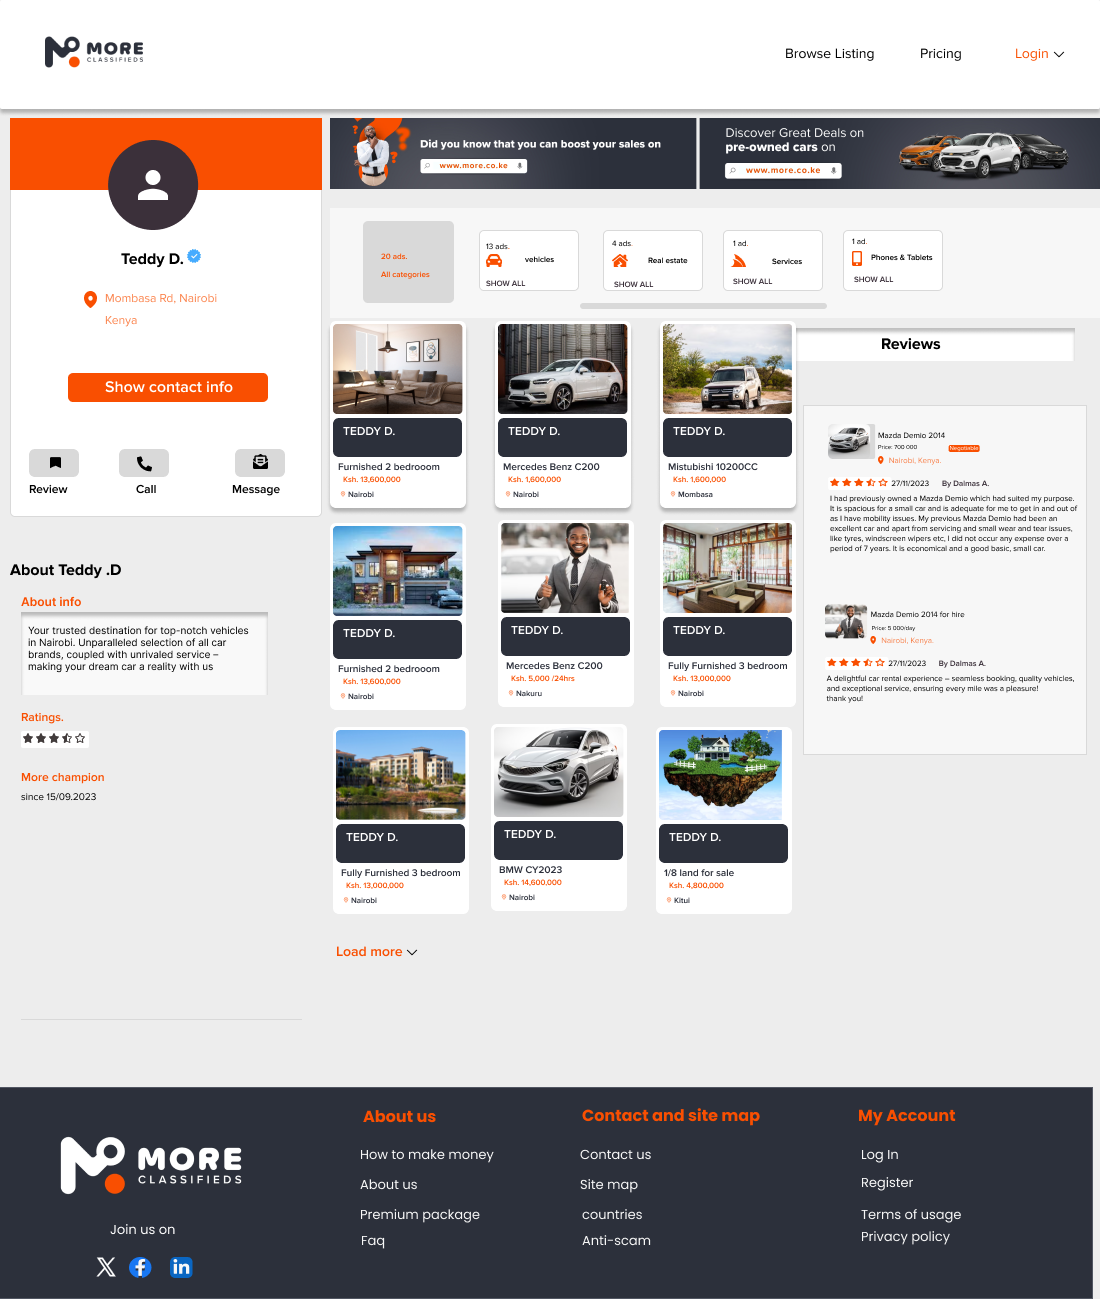 MORE
CLASSIFIEDS
Browse Listing
Pricing
Login
Teddy D.
Mombasa Rd, Nairobi
Kenya
Show contact info
Review
Call
Message
About Teddy .D
About info
Your trusted destination for top-notch vehicles
in Nairobi. Unparalleled selection of all car
brands, coupled with unrivaled service –
making your dream car a reality with us
Ratings.
More champion
since 15/09.2023
Did you know that you can boost your sales on
www.more.co.ke
Discover Great Deals on
pre-owned cars on
www.more.co.ke
20 ads.
All categories
13 ads.
vehicles
SHOW ALL
4 ads.
Real estate
SHOW ALL
1 ad.
Services
SHOW ALL
1 ad.
Phones & Tablets
SHOW ALL
TEDDY D.
Furnished 2 bedrooom
Ksh. 13,600,000
Nairobi
TEDDY D.
Mercedes Benz C200
Ksh. 1,600,000
Nairobi
TEDDY D.
Mistubishi 10200CC
Ksh. 1,600,000
Mombasa
TEDDY D.
Furnished 2 bedrooom
Ksh. 13,600,000
Nairobi
TEDDY D.
Mercedes Benz C200
Ksh. 5,000 /24hrs
Nakuru
TEDDY D.
Fully Furnished 3 bedroom
Ksh. 13,000,000
Nairobi
TEDDY D.
Fully Furnished 3 bedroom
Ksh. 13,000,000
Nairobi
TEDDY D.
BMW CY2023
Ksh. 14,600,000
Nairobi
TEDDY D.
1/8 land for sale
Ksh. 4,800,000
Kitui
Load more
Reviews
Mazda Demio 2014
Price: 700 000
Negotiable
Nairobi, Kenya.
27/11/2023 By Dalmas A.
I had previously owned a Mazda Demio which had suited my purpose.
It is spacious for a small car and is adequate for me to get in and out of
as I have mobility issues. My previous Mazda Demio had been an
excellent car and apart from servicing and small wear and tear issues,
like tyres, windscreen wipers etc, I did not occur any expense over a
period of 7 years. It is economical and a good basic, small car.
Mazda Demio 2014 for hire
Price: 5 000/day
Nairobi, Kenya.
27/11/2023 By Dalmas A.
A delightful car rental experience – seamless booking, quality vehicles,
and exceptional service, ensuring every mile was a pleasure!
thank you!
MORE
CLASSIFIEDS
Join us on
About us
How to make money
About us
Premium package
Faq
Contact and site map
Contact us
Site map
countries
Anti-scam
My Account
Log In
Register
Terms of usage
Privacy policy